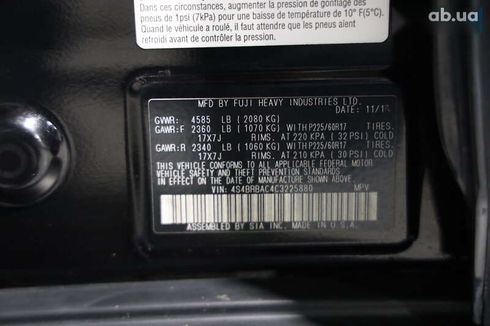 Dans ces circonstances, augmenter la pression de gonflage des
pneus de 1psi (7kPa) pour une baisse de température de 10° F(5°C).
Quand le véhicule a roulé, il faut attendre que les pneus aient
refroidi avant de contrôler la pression.
ab.ua
MFD BY FUJI HEAVY INDUSTRIES LTD.
GVWR: 4585 LB (2080 KG) 11/1
GAWR:F 2360 LB (1070 KG) WITH P225/60R17 TIRES.
17X7J RIMS.AT 220 KPA ( 32 PSI) COLD
GAWR:R 2340 LB (1060 KG) WITH P225/60R17 TIRES.
17X7J RIMS.AT 210 KPA ( 30 PSI) COLD
THIS VEHICLE CONFORMS TO ALL APPLICABLE FEDERAL
MOTOR VEHICLE SAFETY
THEFT PREVENTION STANDARDS IN EFFECT ON THE DATE OF
MANUFACTURE SHOWN ABOVE.
VIN: 4S4BRBAC4C3225880 MPV
ASSEMBLED BY SIA INC. MADE IN U.S.A.